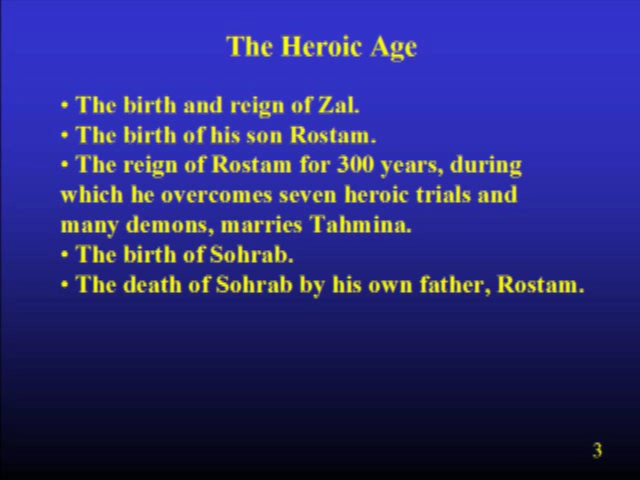 The Heroic Age
• The birth and reign of Zal.
• The birth of his son Rostam.
• The reign of Rostam for 300 years, during
which he overcomes seven heroic trials and
many demons, marries Tahmina.
• The birth of Sohrab.
• The death of Sohrab by his own father, Rostam.
3